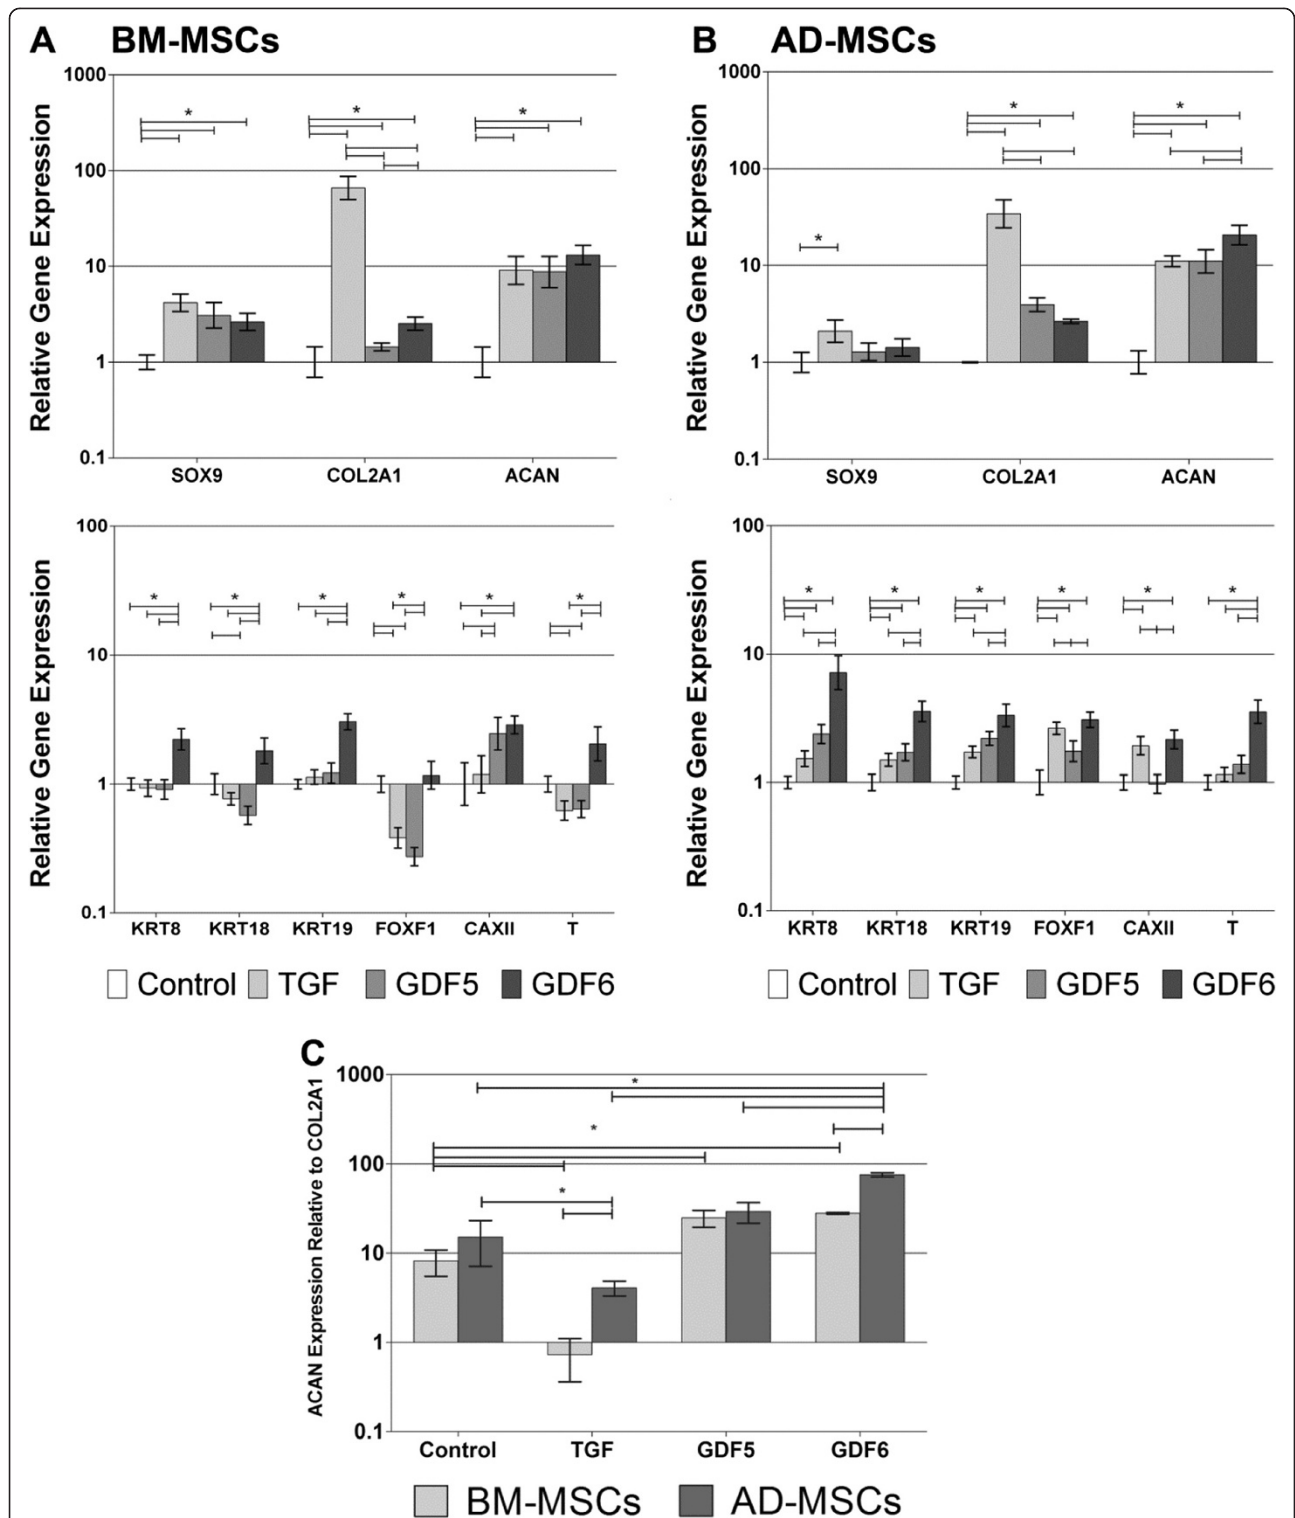 A BM-MSCs
Relative Gene Expression
1000
*
*
*
100
10
1
0.1
SOX9 COL2A1 ACAN
Relative Gene Expression
100
* * * * * *
10
1
0.1
KRT8 KRT18 KRT19 FOXF1 CAXII T
Control TGF GDF5 GDF6
B AD-MSCs
Relative Gene Expression
1000
* *
100
*
10
1
0.1
SOX9 COL2A1 ACAN
Relative Gene Expression
100
* * * * * *
10
1
0.1
KRT8 KRT18 KRT19 FOXF1 CAXII T
Control TGF GDF5 GDF6
C
ACAN Expression Relative to COL2A1
1000
*
*
100
*
10
1
0.1
Control TGF GDF5 GDF6
BM-MSCs AD-MSCs